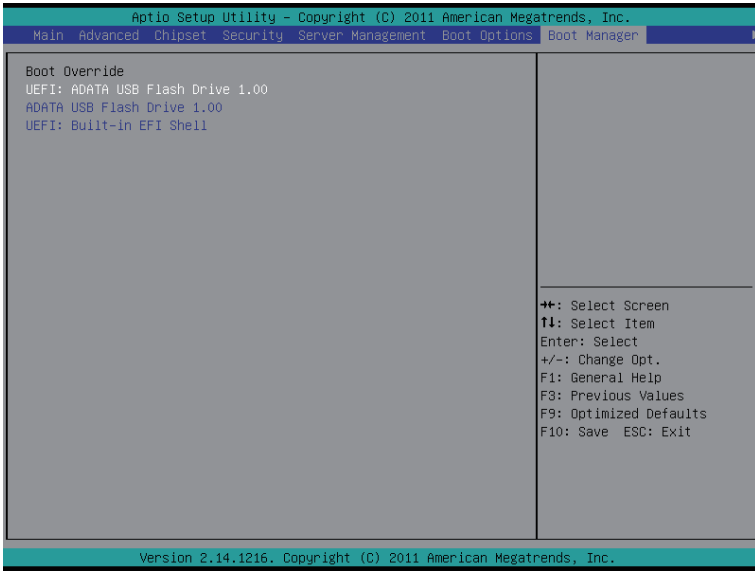 Aptio Setup Utility – Copyright (C) 2011 American Megatrends, Inc.
Main Advanced Chipset Security Server Management Boot Options Boot Manager
Boot Override
UEFI: ADATA USB Flash Drive 1.00
ADATA USB Flash Drive 1.00
UEFI: Built-in EFI Shell
→←: Select Screen
↑↓: Select Item
Enter: Select
+/-: Change Opt.
F1: General Help
F3: Previous Values
F9: Optimized Defaults
F10: Save ESC: Exit
Version 2.14.1216. Copyright (C) 2011 American Megatrends, Inc.